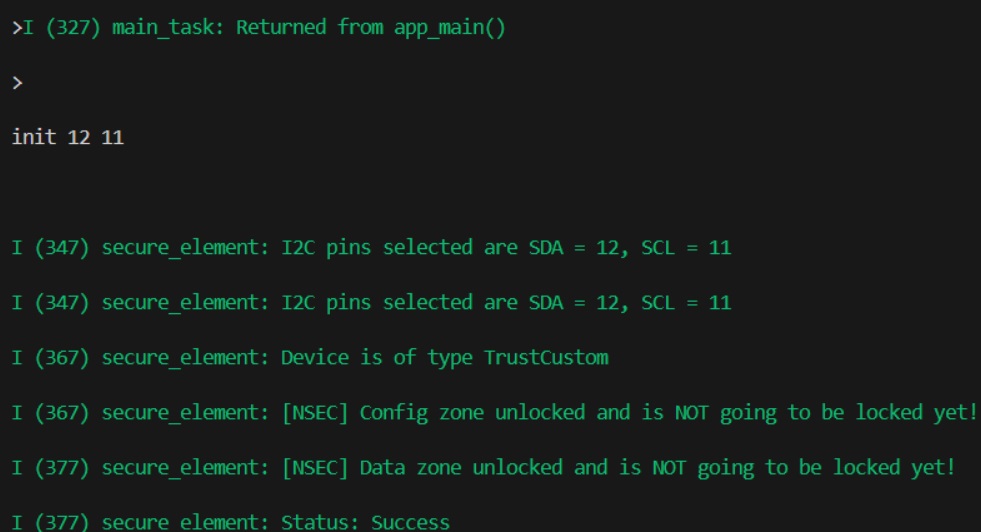 >I (327) main_task: Returned from app_main()
>
init 12 11
I (347) secure_element: I2C pins selected are SDA = 12, SCL = 11
I (347) secure_element: I2C pins selected are SDA = 12, SCL = 11
I (367) secure_element: Device is of type TrustCustom
I (367) secure_element: [NSEC] Config zone unlocked and is NOT going to be locked yet!
I (377) secure_element: [NSEC] Data zone unlocked and is NOT going to be locked yet!
I (377) secure_element: Status: Success